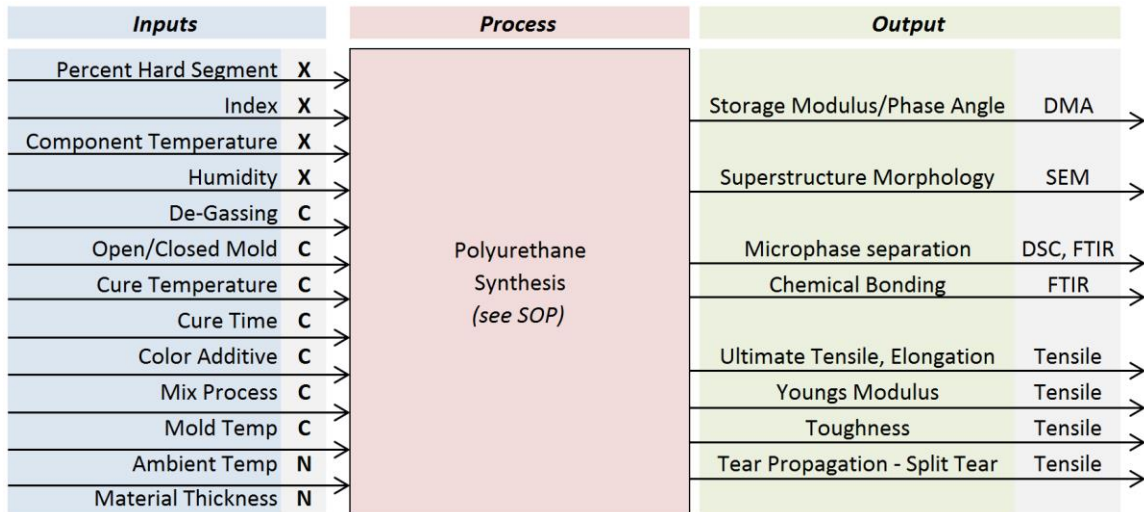 Inputs Process Output
Percent Hard Segment X
Index X
Component Temperature X
Humidity X
De-Gassing C
Open/Closed Mold C
Cure Temperature C
Cure Time C
Color Additive C
Mix Process C
Mold Temp C
Ambient Temp N
Material Thickness N
Polyurethane
Synthesis
(see SOP)
Storage Modulus/Phase Angle DMA
Superstructure Morphology SEM
Microphase separation DSC, FTIR
Chemical Bonding FTIR
Ultimate Tensile, Elongation Tensile
Youngs Modulus Tensile
Toughness Tensile
Tear Propagation - Split Tear Tensile